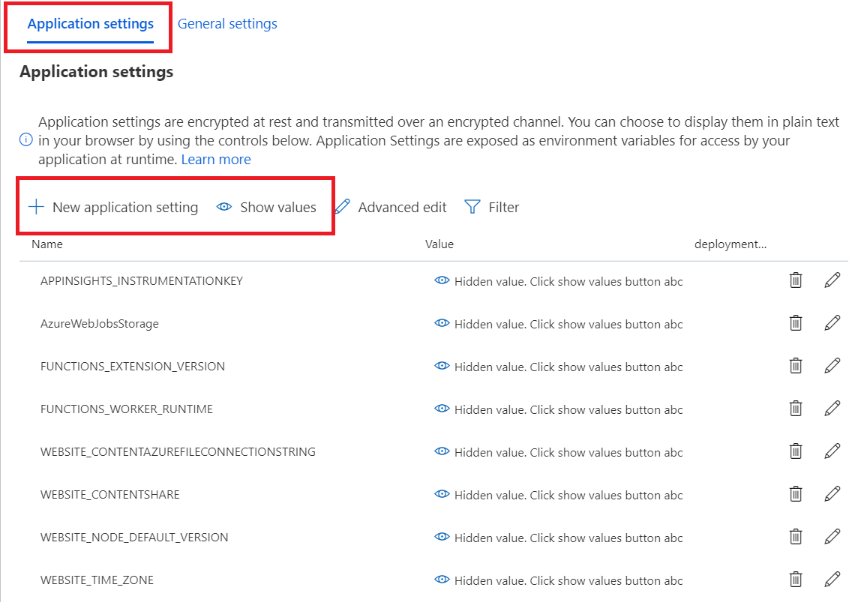 Application settings General settings
Application settings
Application settings are encrypted at rest and transmitted over an encrypted channel. You can choose to display them in plain text
in your browser by using the controls below. Application Settings are exposed as environment variables for access by your
application at runtime. Learn more
New application setting Show values Advanced edit Filter
Name Value deployment...
APPINSIGHTS_INSTRUMENTATIONKEY Hidden value. Click show values button abc
AzureWebJobsStorage Hidden value. Click show values button abc
FUNCTIONS_EXTENSION_VERSION Hidden value. Click show values button abc
FUNCTIONS_WORKER_RUNTIME Hidden value. Click show values button abc
WEBSITE_CONTENTAZUREFILECONNECTIONSTRING Hidden value. Click show values button abc
WEBSITE_CONTENTSHARE Hidden value. Click show values button abc
WEBSITE_NODE_DEFAULT_VERSION Hidden value. Click show values button abc
WEBSITE_TIME_ZONE Hidden value. Click show values button abc